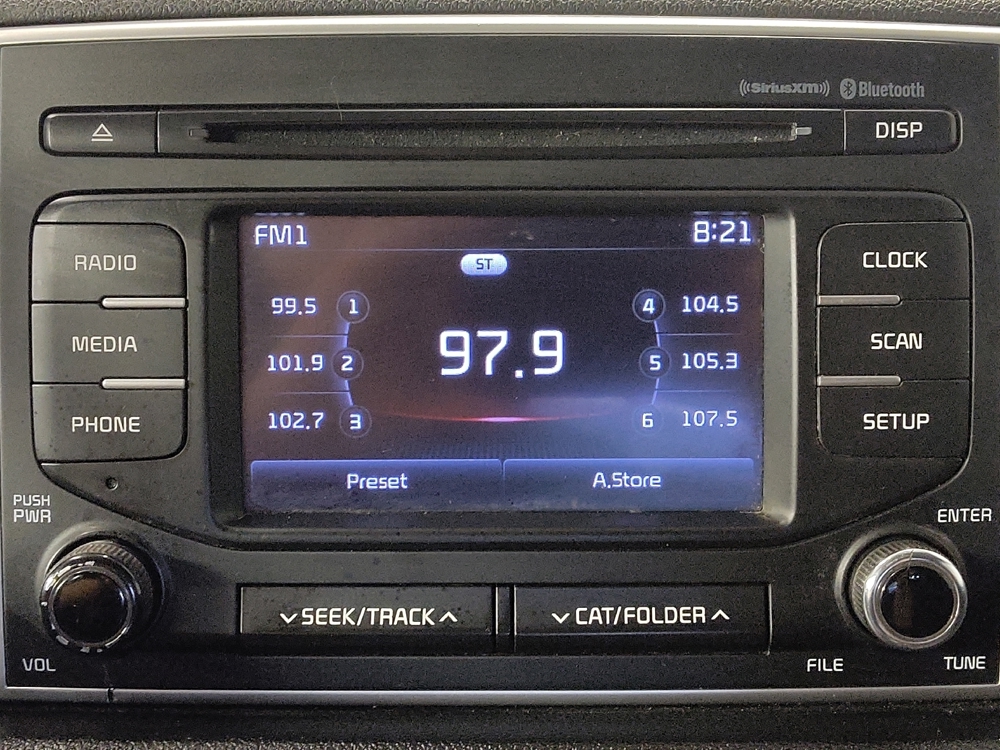 ((SiriusXM)) Bluetooth
DISP
RADIO
MEDIA
PHONE
FM1 8:21
ST
99.5 1
101.9 2
102.7 3
97.9
4 104.5
5 105.3
6 107.5
Preset A.Store
CLOCK
SCAN
SETUP
PUSH
PWR
VOL
SEEK/TRACK
CAT/FOLDER
ENTER
FILE
TUNE